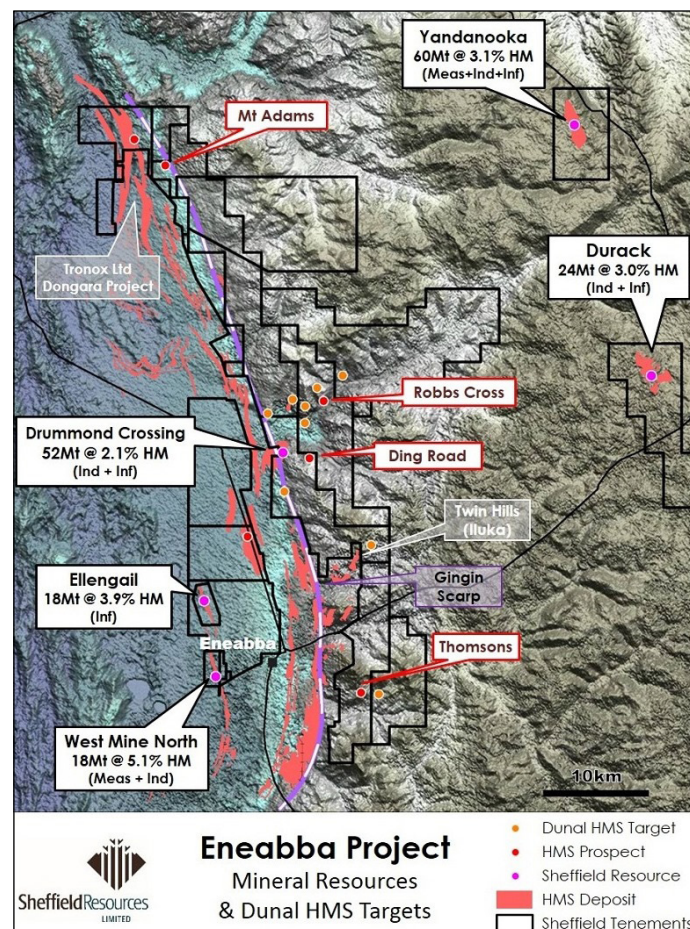 Yandanooka
60Mt @ 3.1% HM
(Meas+Ind+Inf)
Mt Adams
Durack
24Mt @ 3.0% HM
(Ind + Inf)
Tronox Ltd
Dongara Project
Robbs Cross
Drummond Crossing
52Mt @ 2.1% HM
(Ind + Inf)
Ding Road
Twin Hills
(Iluka)
Gingin
Scarp
Ellengail
18Mt @ 3.9% HM
(Inf)
Eneabba
Thomsons
West Mine North
18Mt @ 5.1% HM
(Meas + Ind)
10km
SheffieldResources
LIMITED
Eneabba Project
Mineral Resources
& Dunal HMS Targets
Dunal HMS Target
HMS Prospect
Sheffield Resource
HMS Deposit
Sheffield Tenements